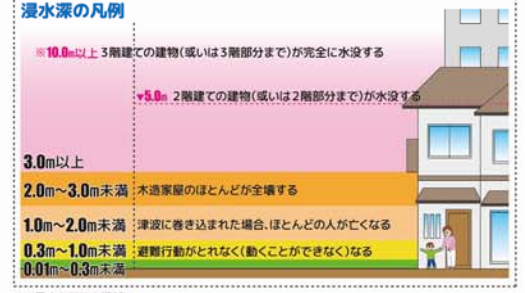 浸水深の凡例
※10.0m以上 3階建ての建物(或いは3階部分まで)が完全に水没する
▼5.0m 2階建ての建物(或いは2階部分まで)が水没する
3.0m以上
2.0m〜3.0m未満 木造家屋のほとんどが全壊する
1.0m〜2.0m未満 津波に巻き込まれた場合、ほとんどの人が亡くなる
0.3m〜1.0m未満 避難行動がとれなく(動くことができなく)なる
0.01m〜0.3m未満